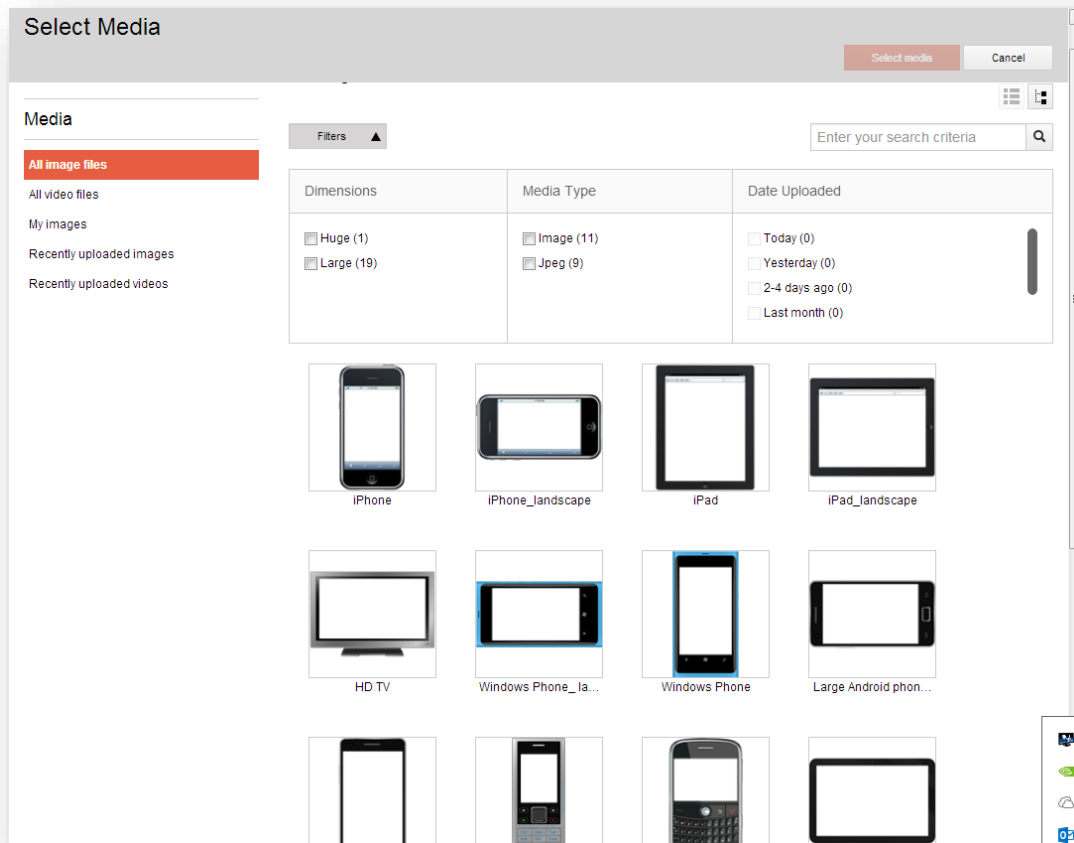 Select Media
Select media
Cancel
Media
Filters
Enter your search criteria
All image files
All video files
My images
Recently uploaded images
Recently uploaded videos
Dimensions
Media Type
Date Uploaded
Huge (1)
Image (11)
Today (0)
Large (19)
Jpeg (9)
Yesterday (0)
2-4 days ago (0)
Last month (0)
iPhone
iPhone_landscape
iPad
iPad_landscape
HD TV
Windows Phone_ la...
Windows Phone
Large Android phon...